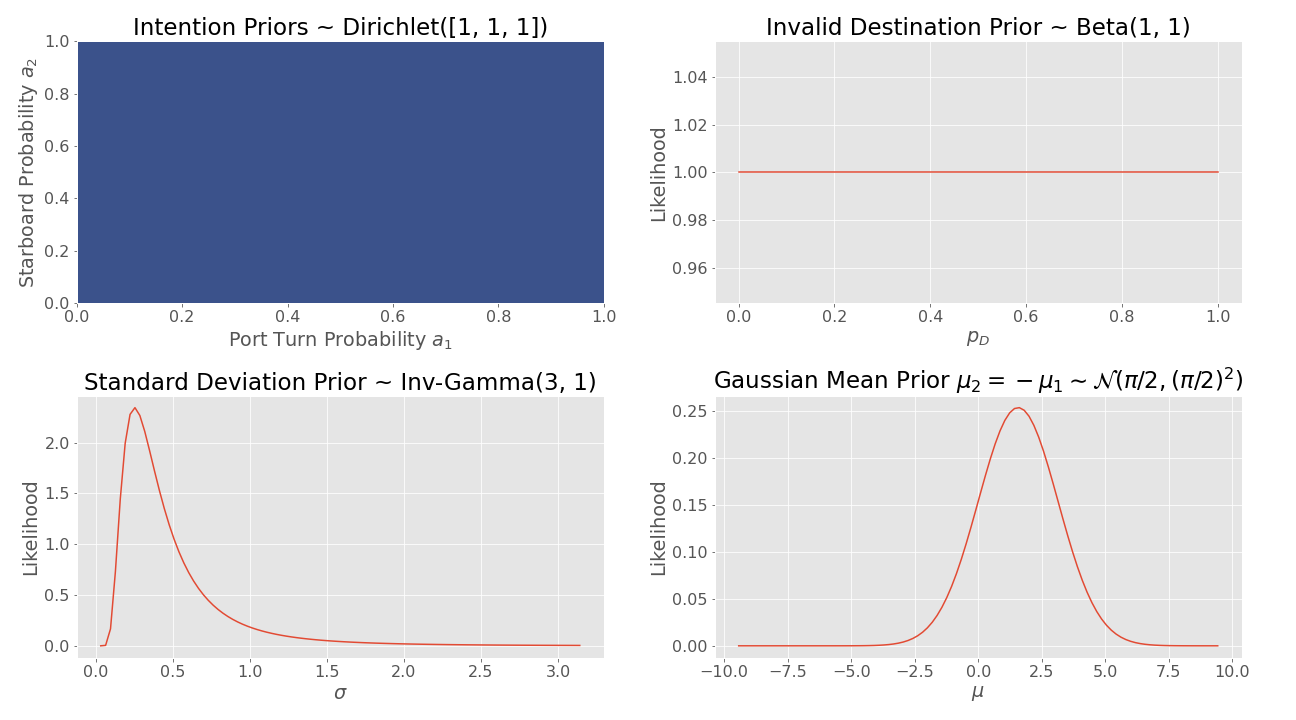 Intention Priors ~ Dirichlet([1, 1, 1])
1.0
0.8
0.6
0.4
0.2
0.0
Starboard Probability a₂
0.0 0.2 0.4 0.6 0.8 1.0
Port Turn Probability a₁
Invalid Destination Prior ~ Beta(1, 1)
1.04
1.02
1.00
0.98
0.96
Likelihood
0.0 0.2 0.4 0.6 0.8 1.0
p_D
Standard Deviation Prior ~ Inv-Gamma(3, 1)
2.0
1.5
1.0
0.5
0.0
Likelihood
0.0 0.5 1.0 1.5 2.0 2.5 3.0
σ
Gaussian Mean Prior μ₂ = −μ₁ ~ 𝒩(π/2, (π/2)²)
0.25
0.20
0.15
0.10
0.05
0.00
Likelihood
−10.0 −7.5 −5.0 −2.5 0.0 2.5 5.0 7.5 10.0
μ